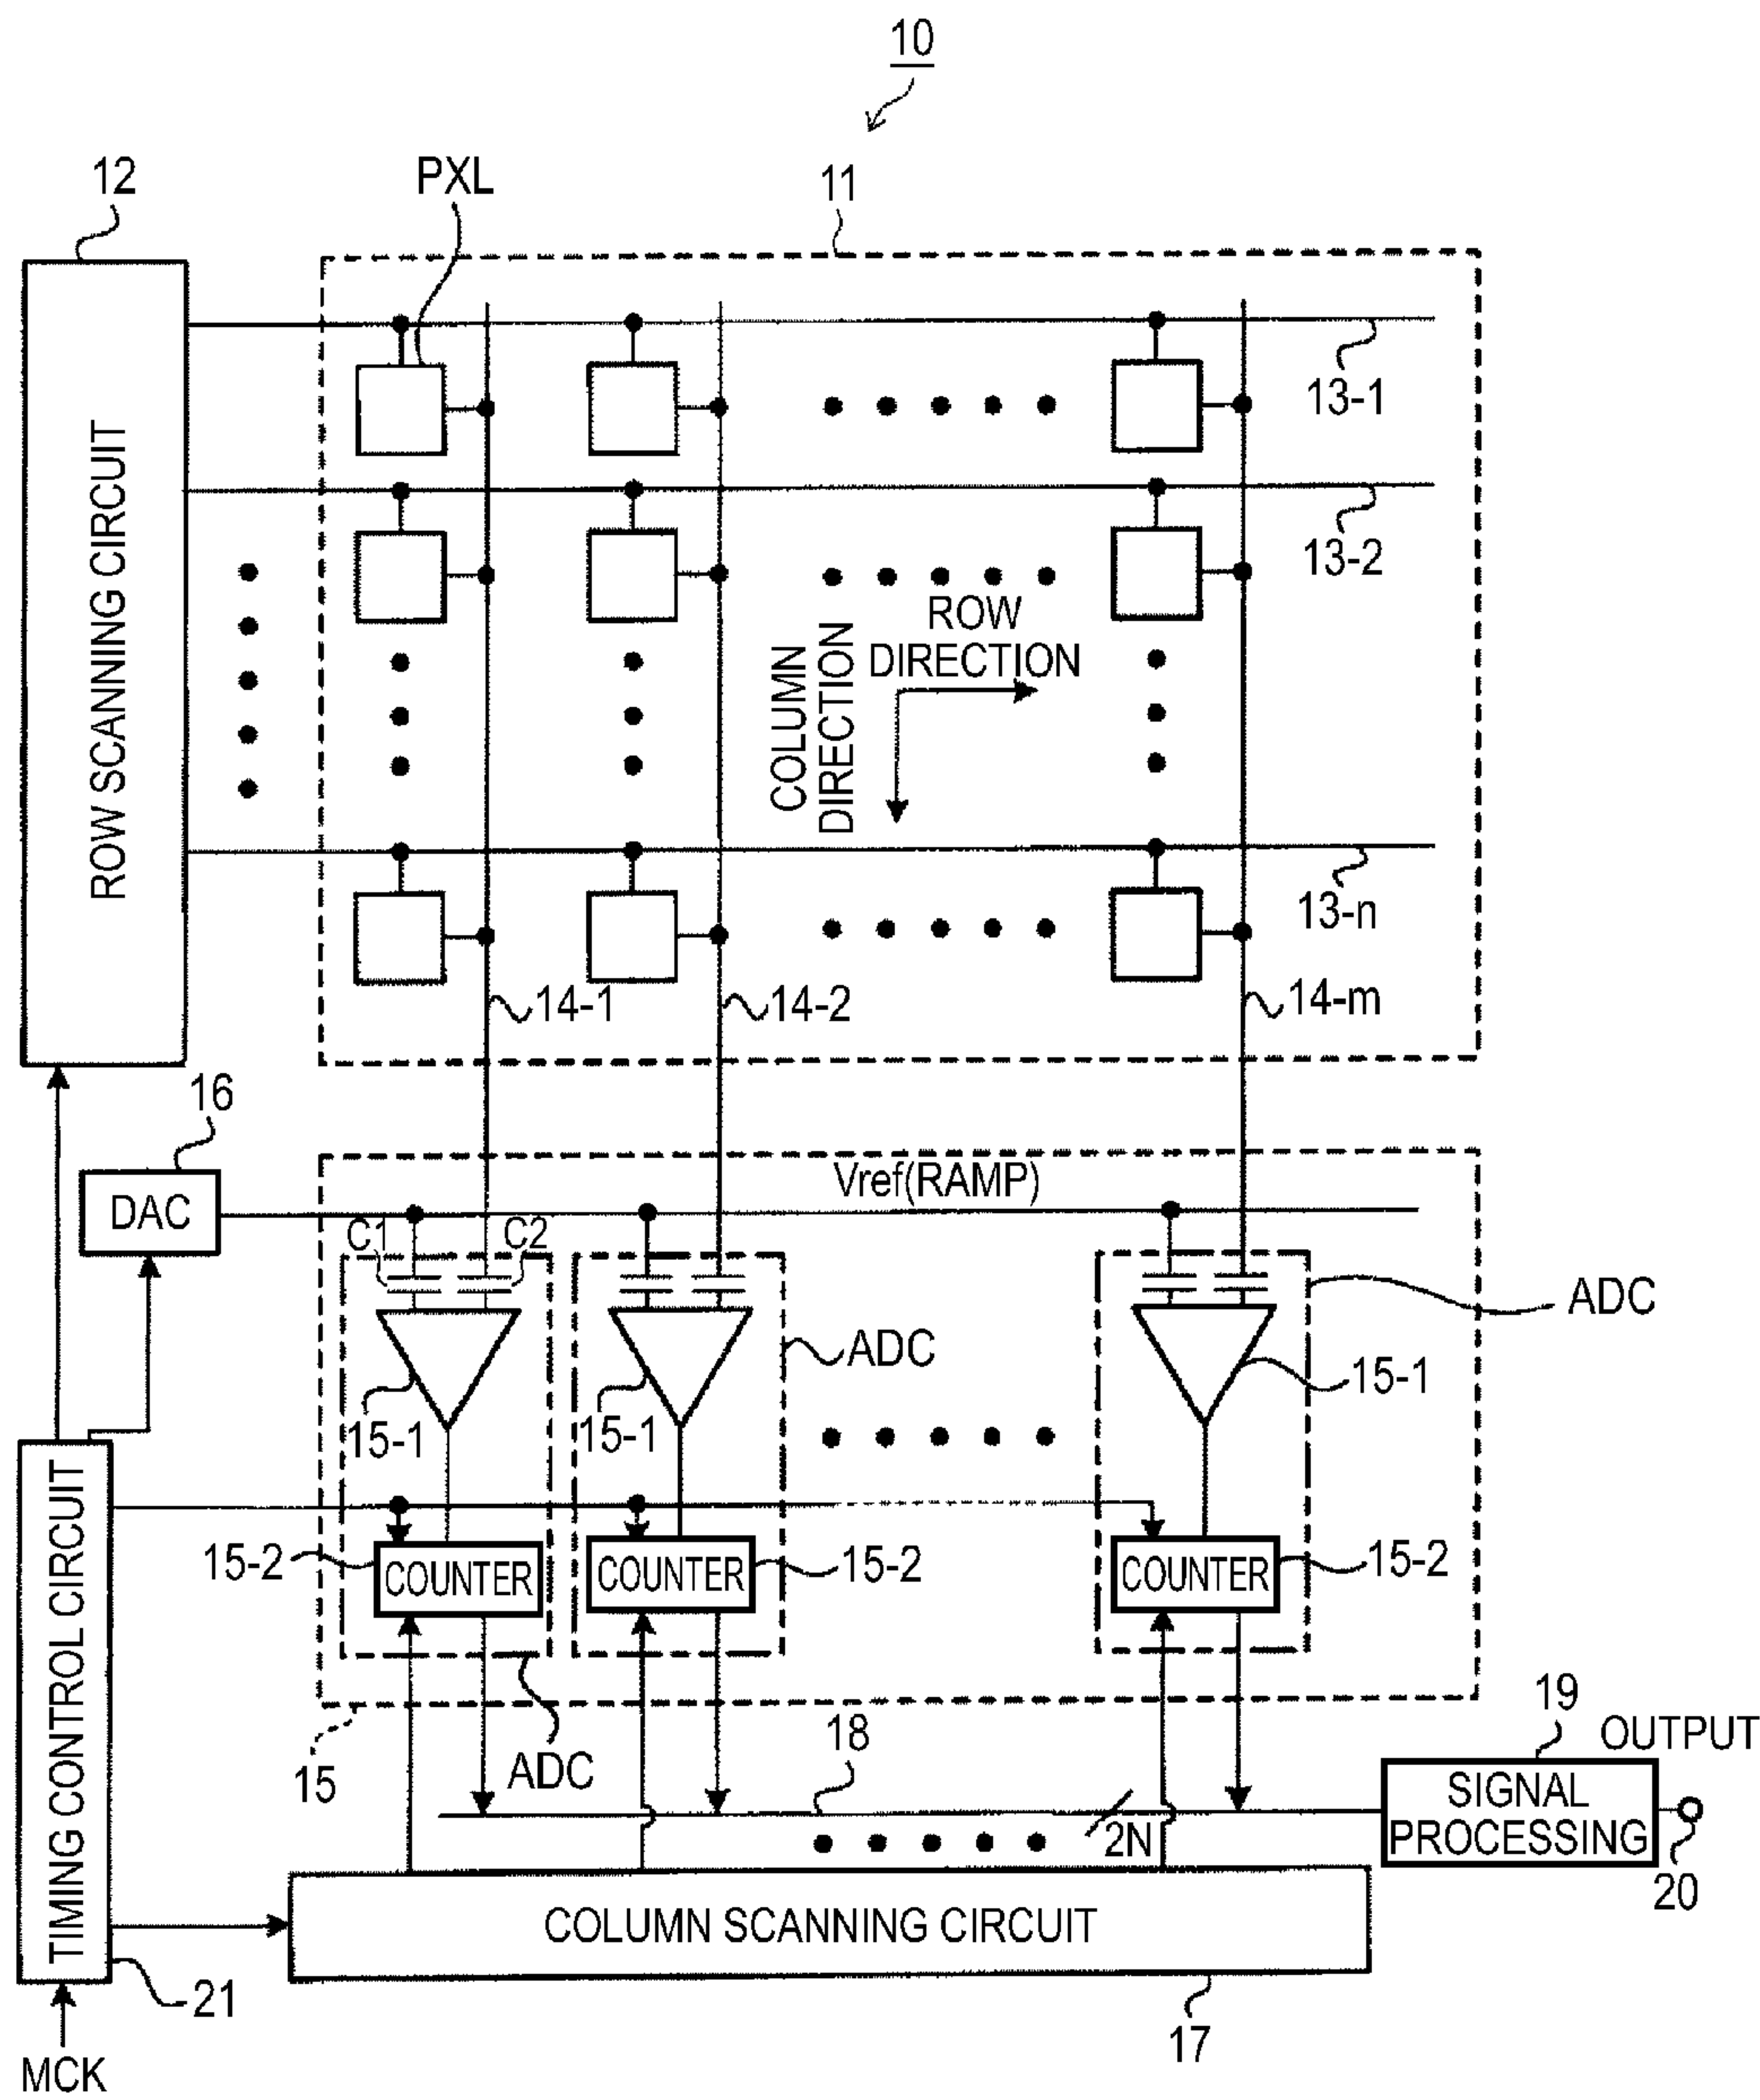 10
12
PXL
11
13-1
ROW SCANNING CIRCUIT
13-2
ROW
DIRECTION
COLUMN
DIRECTION
13-n
14-1
14-2
14-m
16
DAC
Vref(RAMP)
C1
C2
ADC
ADC
15-1
15-1
15-1
TIMING CONTROL CIRCUIT
15-2
COUNTER
COUNTER
15-2
COUNTER
15-2
15
ADC
18
19
OUTPUT
SIGNAL
PROCESSING
2N
20
COLUMN SCANNING CIRCUIT
21
17
MCK